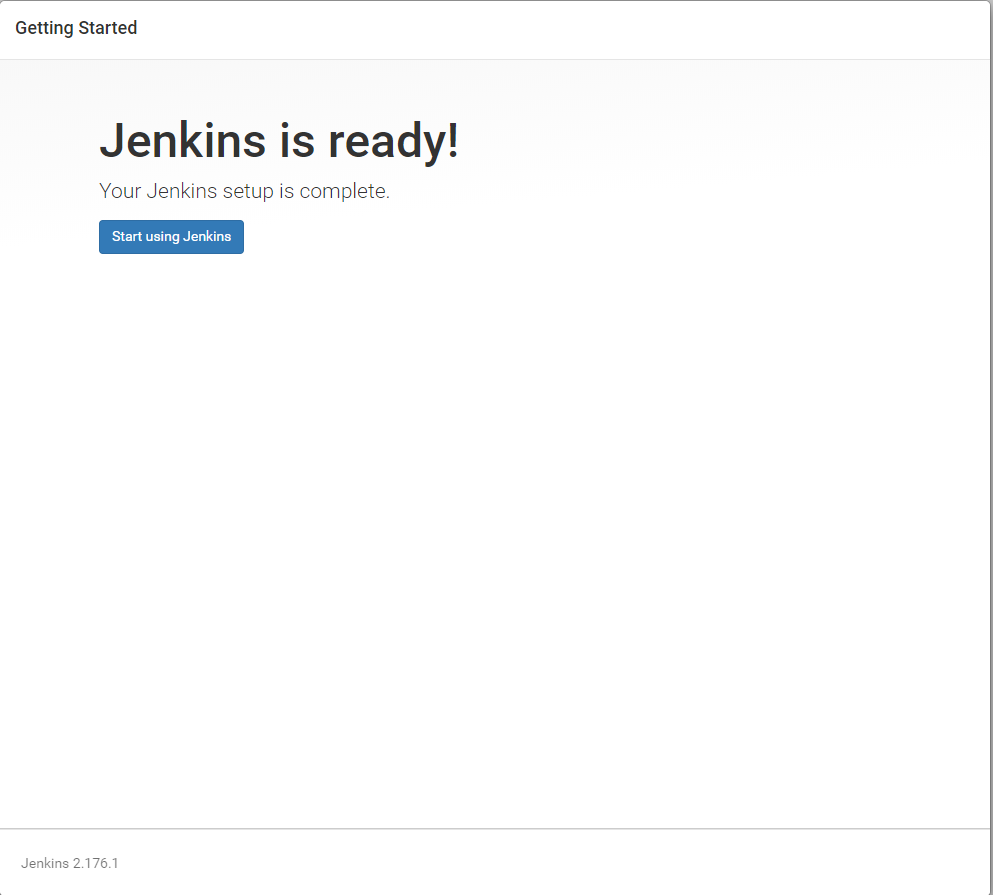 Getting Started
Jenkins is ready!
Your Jenkins setup is complete.
Start using Jenkins
Jenkins 2.176.1